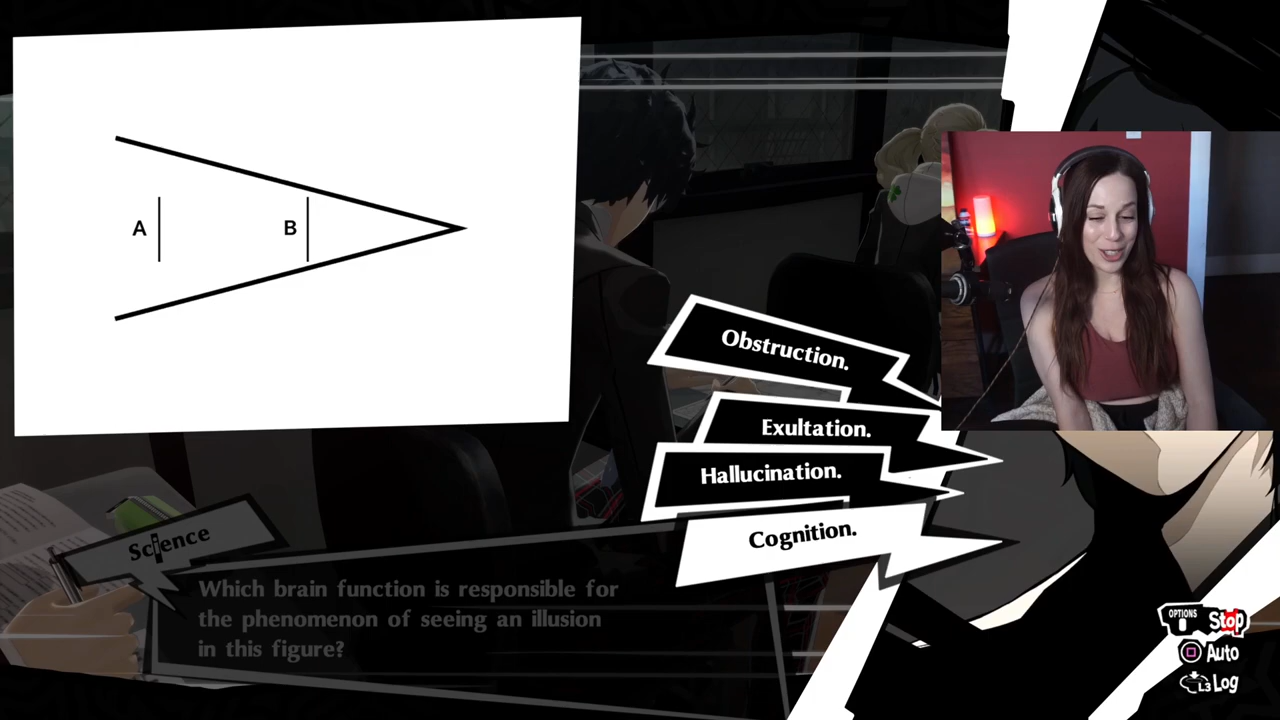 A
B
Obstruction.
Exultation.
Hallucination.
Cognition.
Science
Which brain function is responsible for
the phenomenon of seeing an illusion
in this figure?
OPTIONS Stop
Auto
L3 Log